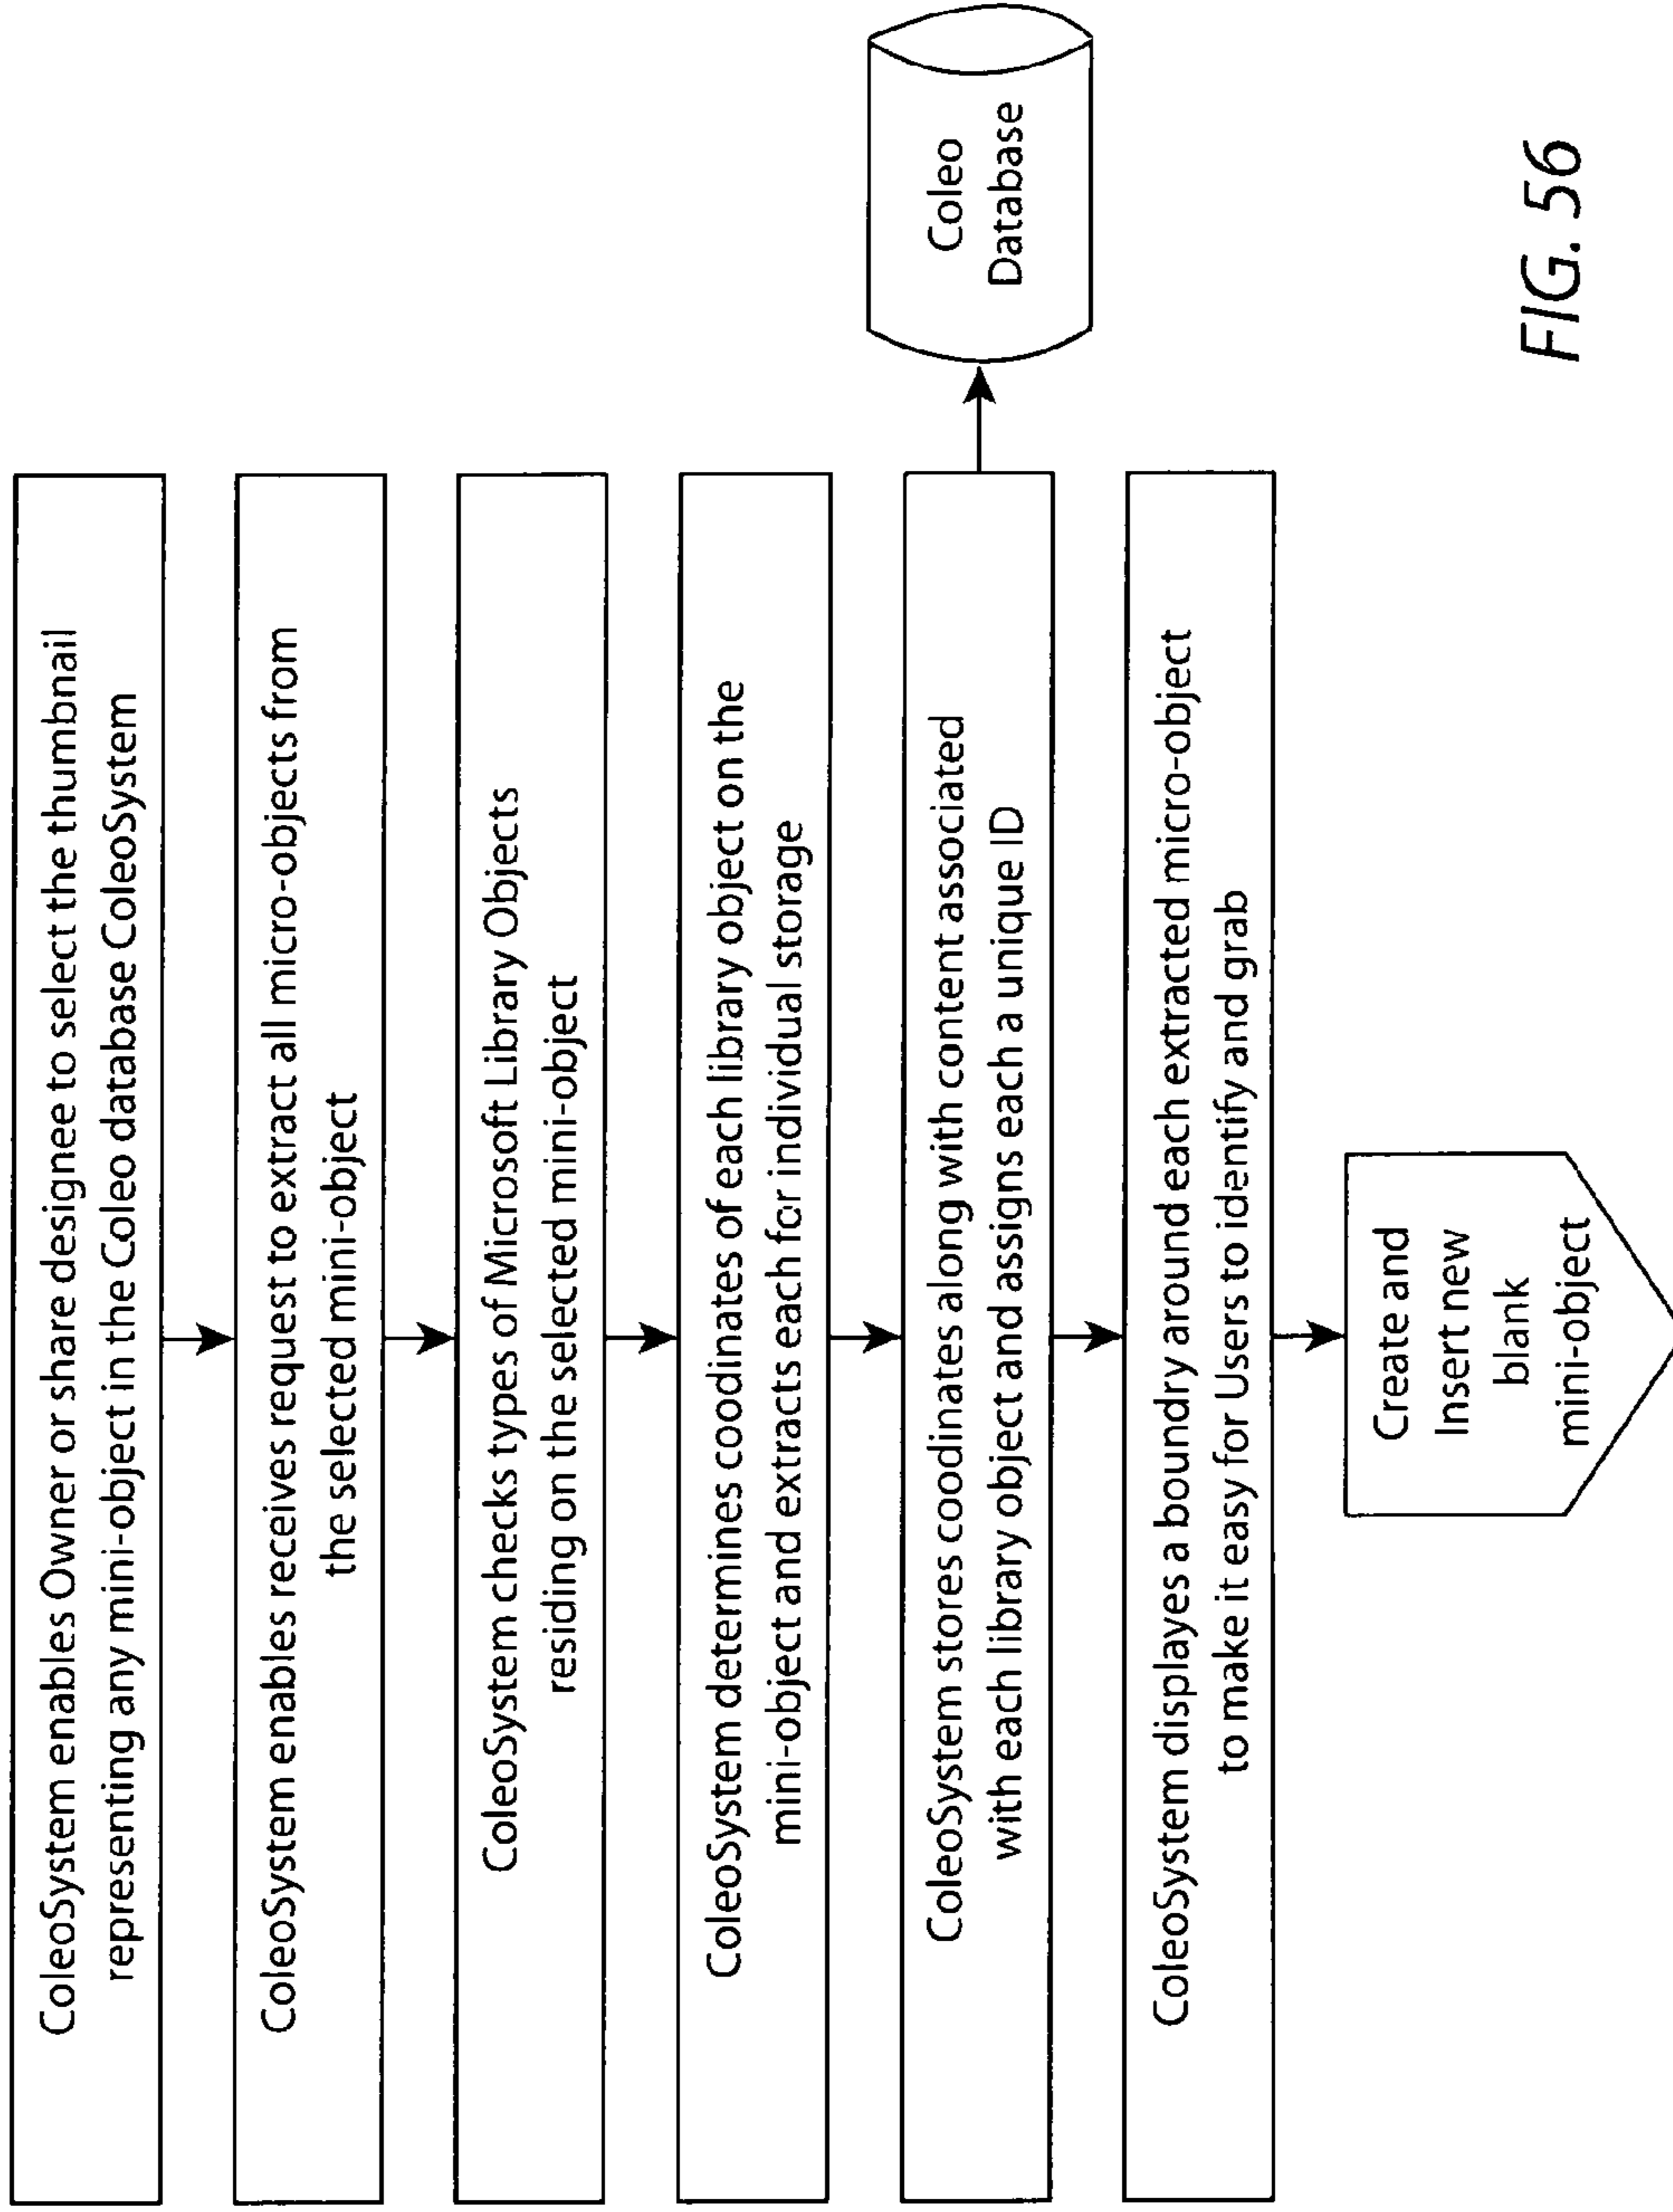 ColeoSystem enables Owner or share designee to select the thumbnail
representing any mini-object in the Coleo database ColeoSystem
ColeoSystem enables receives request to extract all micro-objects from
the selected mini-object
ColeoSystem checks types of Microsoft Library Objects
residing on the selected mini-object
ColeoSystem determines coodinates of each library object on the
mini-object and extracts each for individual storage
ColeoSystem stores coodinates along with content associated
with each library object and assigns each a unique ID
Coleo
Database
ColeoSystem displayes a boundry around each extracted micro-object
to make it easy for Users to identify and grab
Create and
Insert new
blank
mini-object
FIG. 56